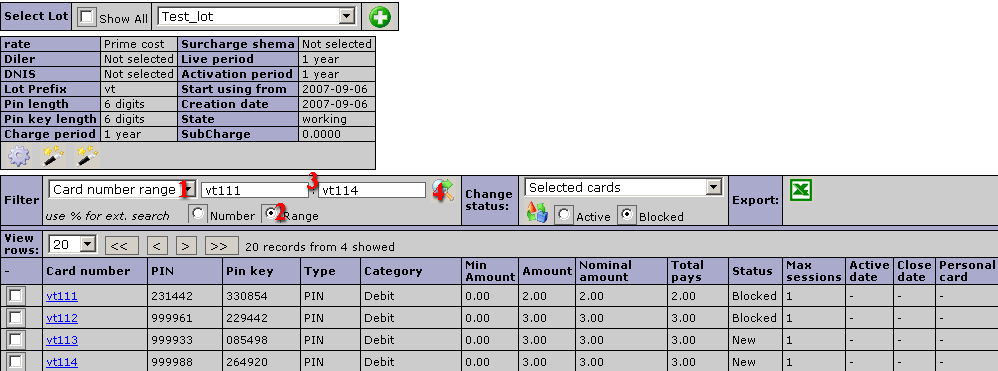 Select Lot Show All Test_lot
rate Prime cost Surcharge shema Not selected
Diler Not selected Live period 1 year
DNIS Not selected Activation period 1 year
Lot Prefix vt Start using from 2007-09-06
Pin length 6 digits Creation date 2007-09-06
Pin key length 6 digits State working
Charge period 1 year SubCharge 0.0000
Filter Card number range 1 vt111 3 vt114 4 Change status: Selected cards Export:
use % for ext. search Number 2 Range Active Blocked
View rows: 20 << < > >> 20 records from 4 showed
- Card number PIN Pin key Type Category Min Amount Amount Nominal amount Total pays Status Max sessions Active date Close date Personal card
vt111 231442 330854 PIN Debit 0.00 2.00 2.00 2.00 Blocked 1 - - -
vt112 999961 229442 PIN Debit 0.00 3.00 3.00 3.00 Blocked 1 - - -
vt113 999933 085498 PIN Debit 0.00 3.00 3.00 3.00 New 1 - - -
vt114 999988 264920 PIN Debit 0.00 3.00 3.00 3.00 New 1 - - -